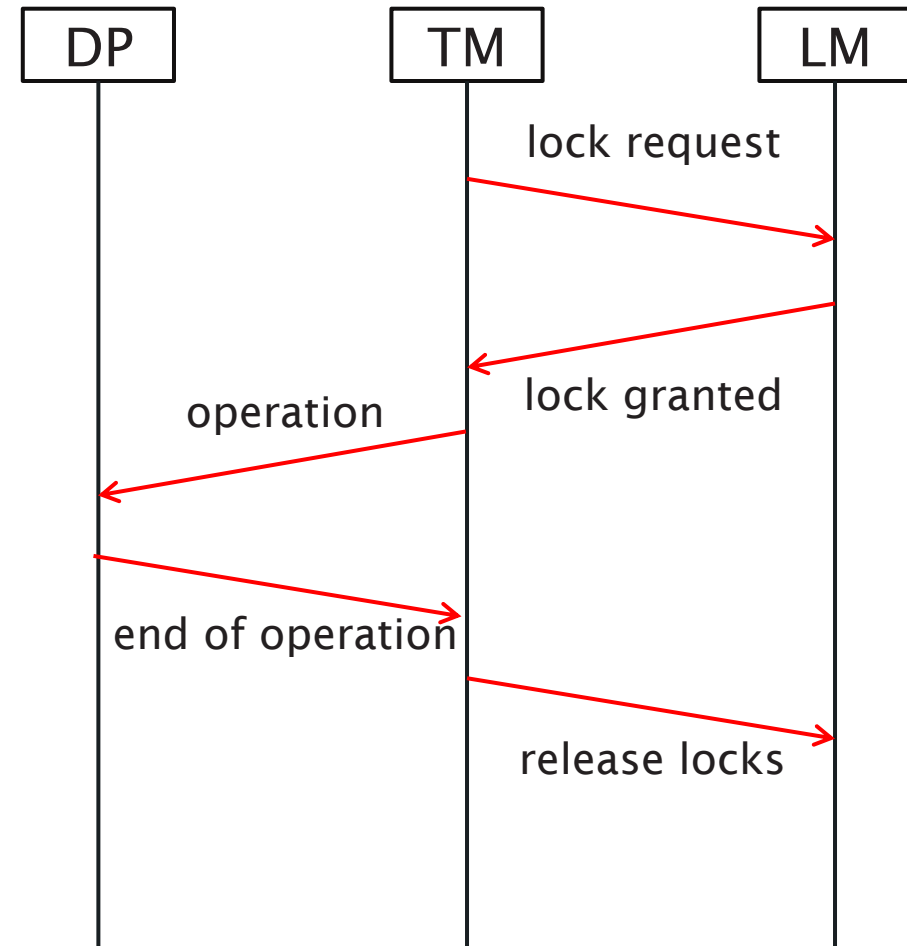 DP
TM
LM
lock request
lock granted
operation
end of operation
release locks